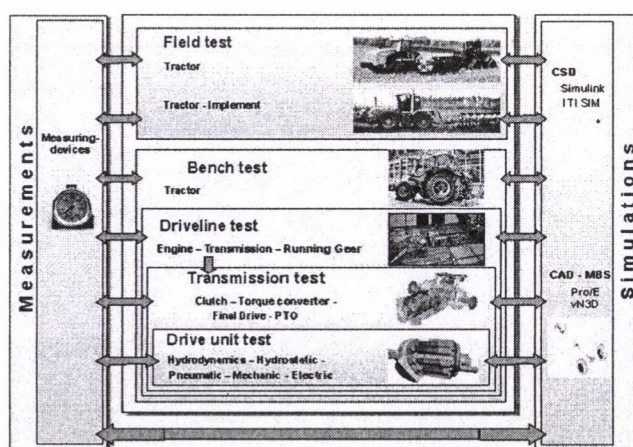 Measurements
Measuring-
devices
Field test
Tractor
Tractor - Implement
Bench test
Tractor
Driveline test
Engine – Transmission – Running Gear
Transmission test
Clutch – Torque converter -
Final Drive - PTO
Drive unit test
Hydrodynamics – Hydrostatic -
Pneumatic – Mechanic – Electric
CSD
Simulink
ITI SIM
CAD - MBS
Pro/E
vN3D
Simulations